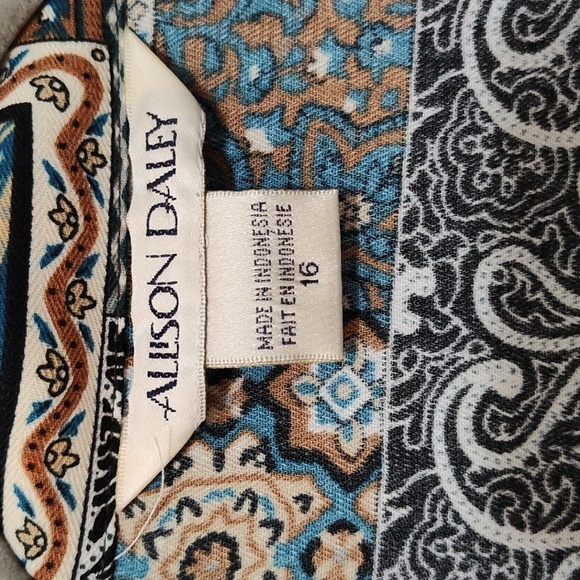 ALLISON DALEY
MADE IN INDONESIA
FAIT EN INDONESIE
16